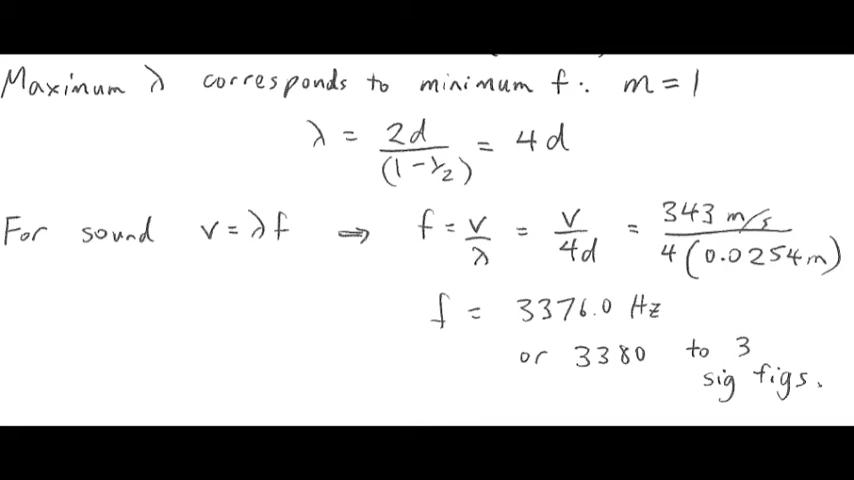 Maximum λ corresponds to minimum f: m = 1
λ = 2d / (1 - 1/2) = 4d
For sound v = λf ⇒ f = v/λ = v/4d = 343 m/s / 4(0.0254m)
f = 3376.0 Hz
or 3380 to 3
sig figs.